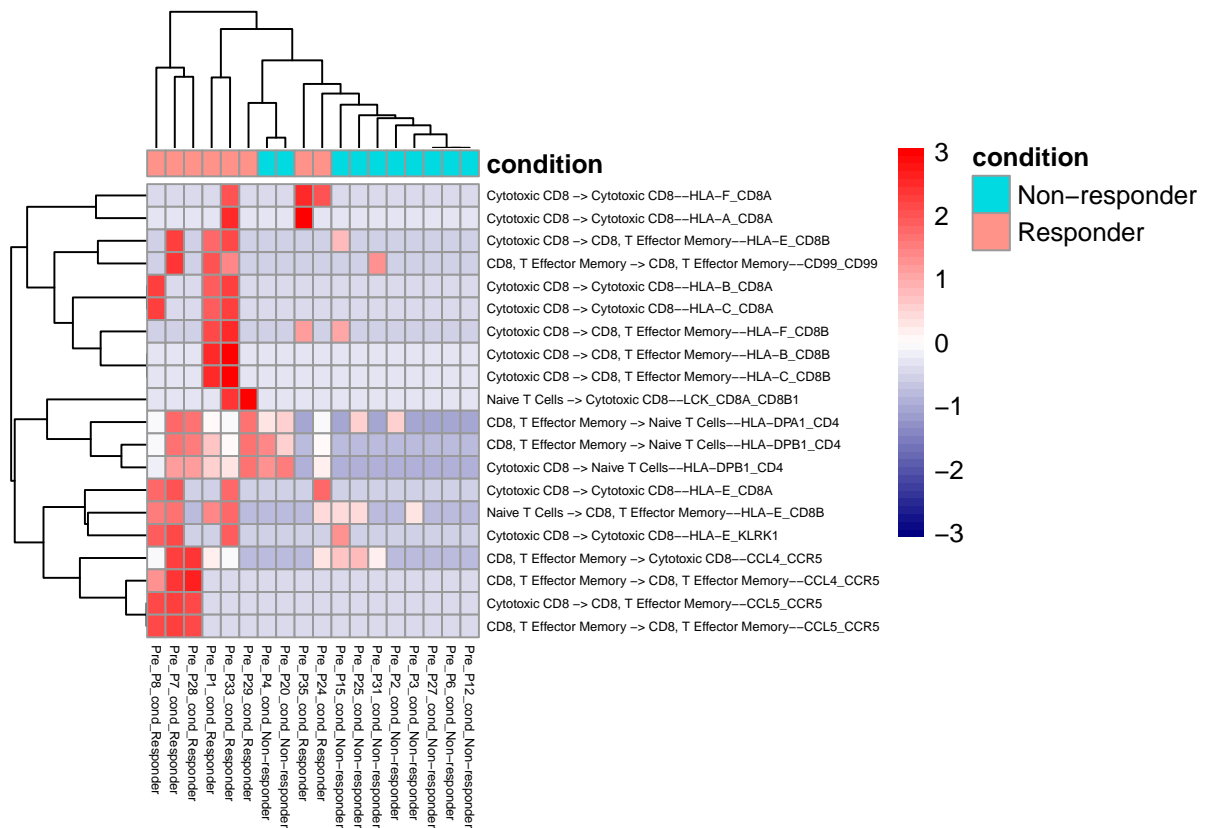 condition
Cytotoxic CD8 −> Cytotoxic CD8−−HLA−F_CD8A
Cytotoxic CD8 −> Cytotoxic CD8−−HLA−A_CD8A
Cytotoxic CD8 −> CD8, T Effector Memory−−HLA−E_CD8B
CD8, T Effector Memory −> CD8, T Effector Memory−−CD99_CD99
Cytotoxic CD8 −> Cytotoxic CD8−−HLA−B_CD8A
Cytotoxic CD8 −> Cytotoxic CD8−−HLA−C_CD8A
Cytotoxic CD8 −> CD8, T Effector Memory−−HLA−F_CD8B
Cytotoxic CD8 −> CD8, T Effector Memory−−HLA−B_CD8B
Cytotoxic CD8 −> CD8, T Effector Memory−−HLA−C_CD8B
Naive T Cells −> Cytotoxic CD8−−LCK_CD8A_CD8B1
CD8, T Effector Memory −> Naive T Cells−−HLA−DPA1_CD4
CD8, T Effector Memory −> Naive T Cells−−HLA−DPB1_CD4
Cytotoxic CD8 −> Naive T Cells−−HLA−DPB1_CD4
Cytotoxic CD8 −> Cytotoxic CD8−−HLA−E_CD8A
Naive T Cells −> CD8, T Effector Memory−−HLA−E_CD8B
Cytotoxic CD8 −> Cytotoxic CD8−−HLA−E_KLRK1
CD8, T Effector Memory −> Cytotoxic CD8−−CCL4_CCR5
CD8, T Effector Memory −> CD8, T Effector Memory−−CCL4_CCR5
Cytotoxic CD8 −> CD8, T Effector Memory−−CCL5_CCR5
CD8, T Effector Memory −> CD8, T Effector Memory−−CCL5_CCR5
Pre_P8_cond_Responder
Pre_P7_cond_Responder
Pre_P28_cond_Responder
Pre_P1_cond_Responder
Pre_P33_cond_Responder
Pre_P29_cond_Responder
Pre_P4_cond_Non−responder
Pre_P20_cond_Non−responder
Pre_P35_cond_Responder
Pre_P24_cond_Responder
Pre_P15_cond_Non−responder
Pre_P25_cond_Non−responder
Pre_P31_cond_Non−responder
Pre_P2_cond_Non−responder
Pre_P3_cond_Non−responder
Pre_P27_cond_Non−responder
Pre_P6_cond_Non−responder
Pre_P12_cond_Non−responder
3
2
1
0
−1
−2
−3
condition
Non−responder
Responder